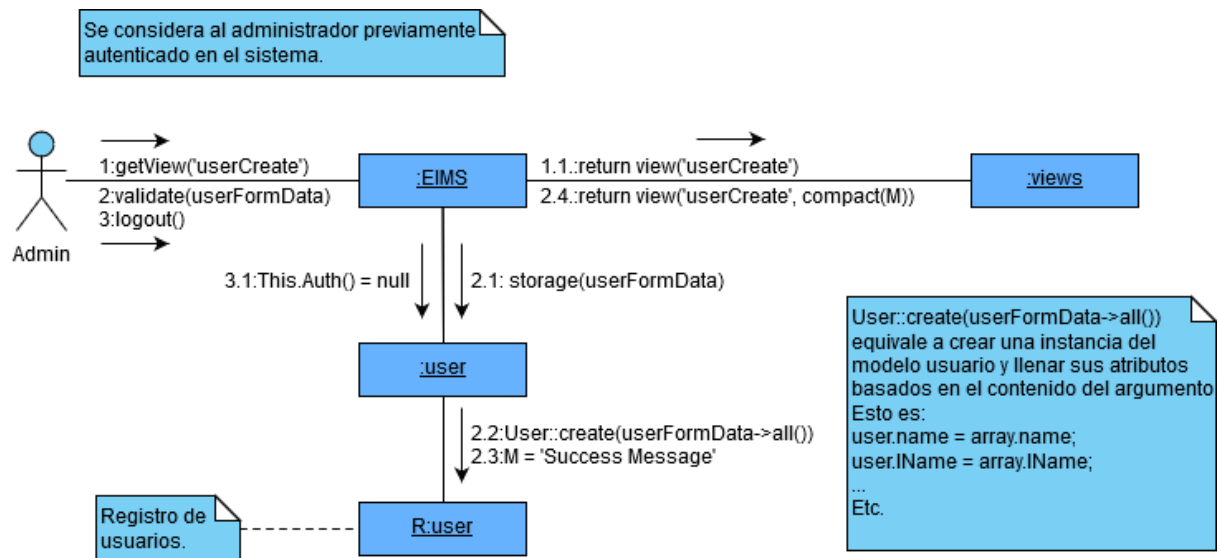 Se considera al administrador previamente
autenticado en el sistema.
1:getView('userCreate')
2:validate(userFormData)
3:logout()
Admin
:EIMS
1.1.:return view('userCreate')
2.4.:return view('userCreate', compact(M))
:views
3.1:This.Auth() = null
2.1: storage(userFormData)
:user
2.2:User::create(userFormData->all())
2.3:M = 'Success Message'
Registro de
usuarios.
R:user
User::create(userFormData->all())
equivale a crear una instancia del
modelo usuario y llenar sus atributos
basados en el contenido del argumento
Esto es:
user.name = array.name;
user.lName = array.lName;
...
Etc.